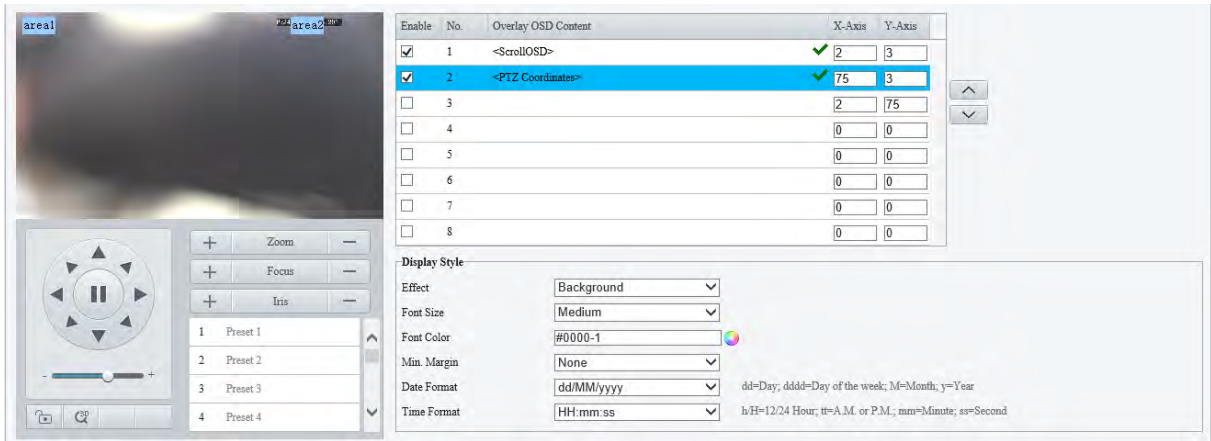 area1
area2
Enable No. Overlay OSD Content X-Axis Y-Axis
1 <ScrollOSD> 2 3
2 <PTZ Coordinates> 75 3
3 2 75
4 0 0
5 0 0
6 0 0
7 0 0
8 0 0
+ Zoom −
+ Focus −
+ Iris −
1 Preset 1
2 Preset 2
3 Preset 3
4 Preset 4
- +
3D
Display Style
Effect Background
Font Size Medium
Font Color #0000-1
Min. Margin None
Date Format dd/MM/yyyy dd=Day; dddd=Day of the week; M=Month; y=Year
Time Format HH:mm:ss h/H=12/24 Hour; tt=A.M. or P.M.; mm=Minute; ss=Second